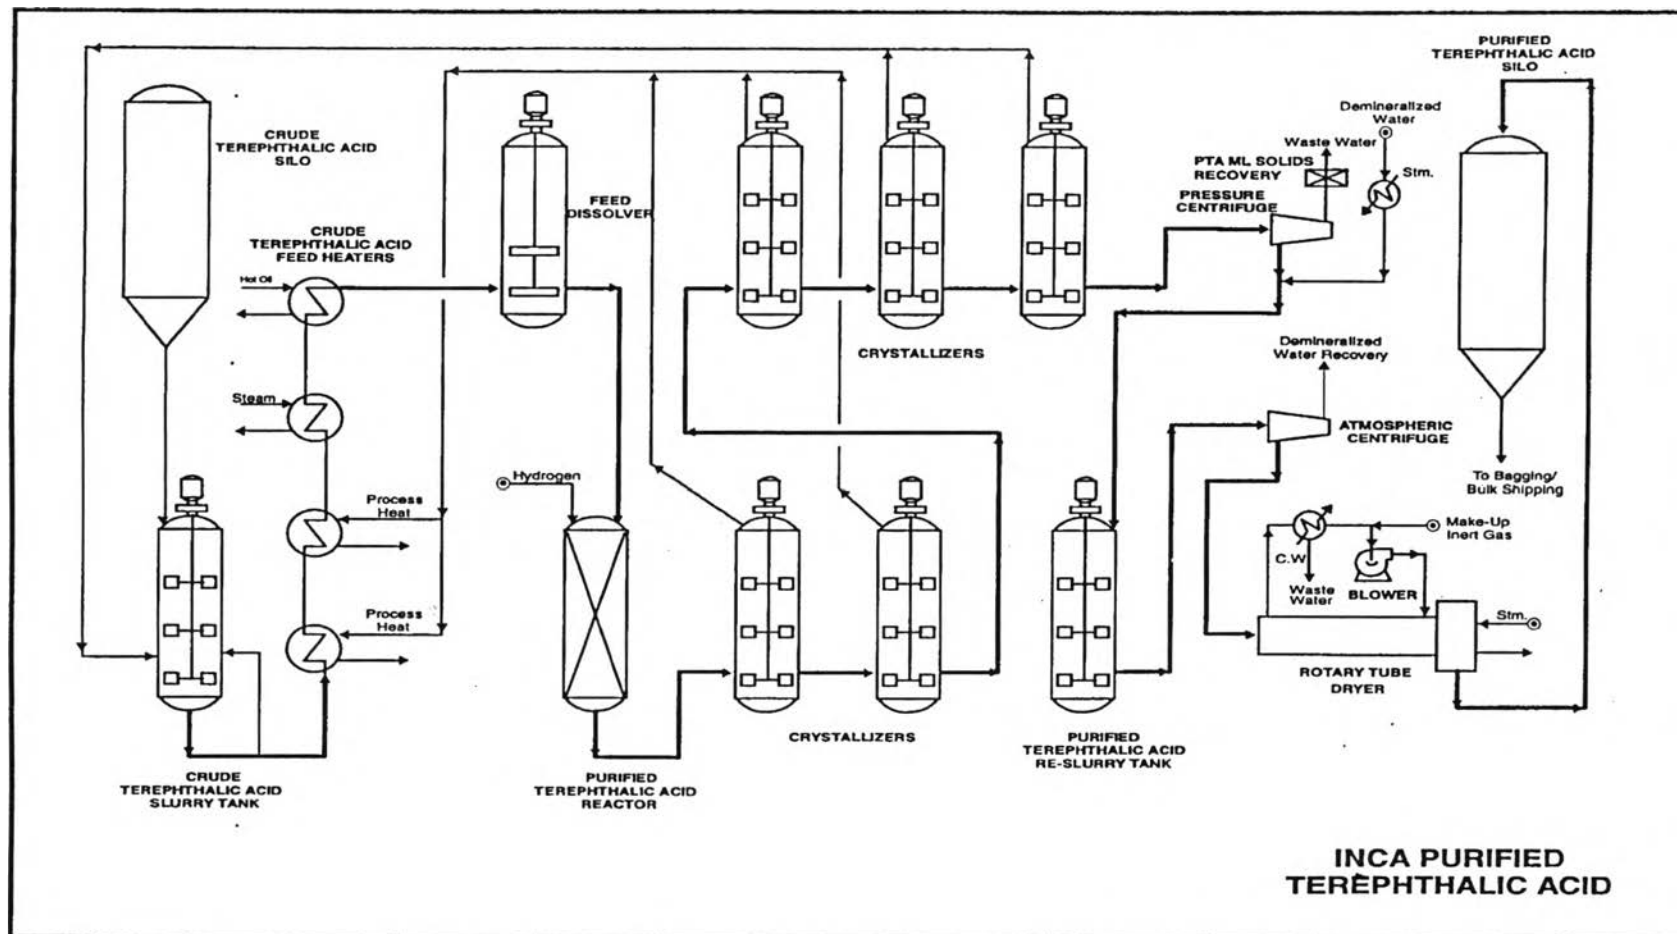 PURIFIED
TEREPHTHALIC ACID
SILO
Demineralized
Water
Waste Water
PTA ML SOLIDS
RECOVERY
Stm.
PRESSURE
CENTRIFUGE
CRUDE
TEREPHTHALIC ACID
SILO
FEED
DISSOLVER
CRUDE
TEREPHTHALIC ACID
FEED HEATERS
Hot Oil
CRYSTALLIZERS
Demineralized
Water Recovery
Steam
ATMOSPHERIC
CENTRIFUGE
To Bagging/
Bulk Shipping
Hydrogen
Process
Heat
Make-Up
Inert Gas
C.W
Waste
Water
BLOWER
Process
Heat
Stm.
ROTARY TUBE
DRYER
CRYSTALLIZERS
PURIFIED
TEREPHTHALIC ACID
RE-SLURRY TANK
CRUDE
TEREPHTHALIC ACID
SLURRY TANK
PURIFIED
TEREPHTHALIC ACID
REACTOR
INCA PURIFIED
TEREPHTHALIC ACID